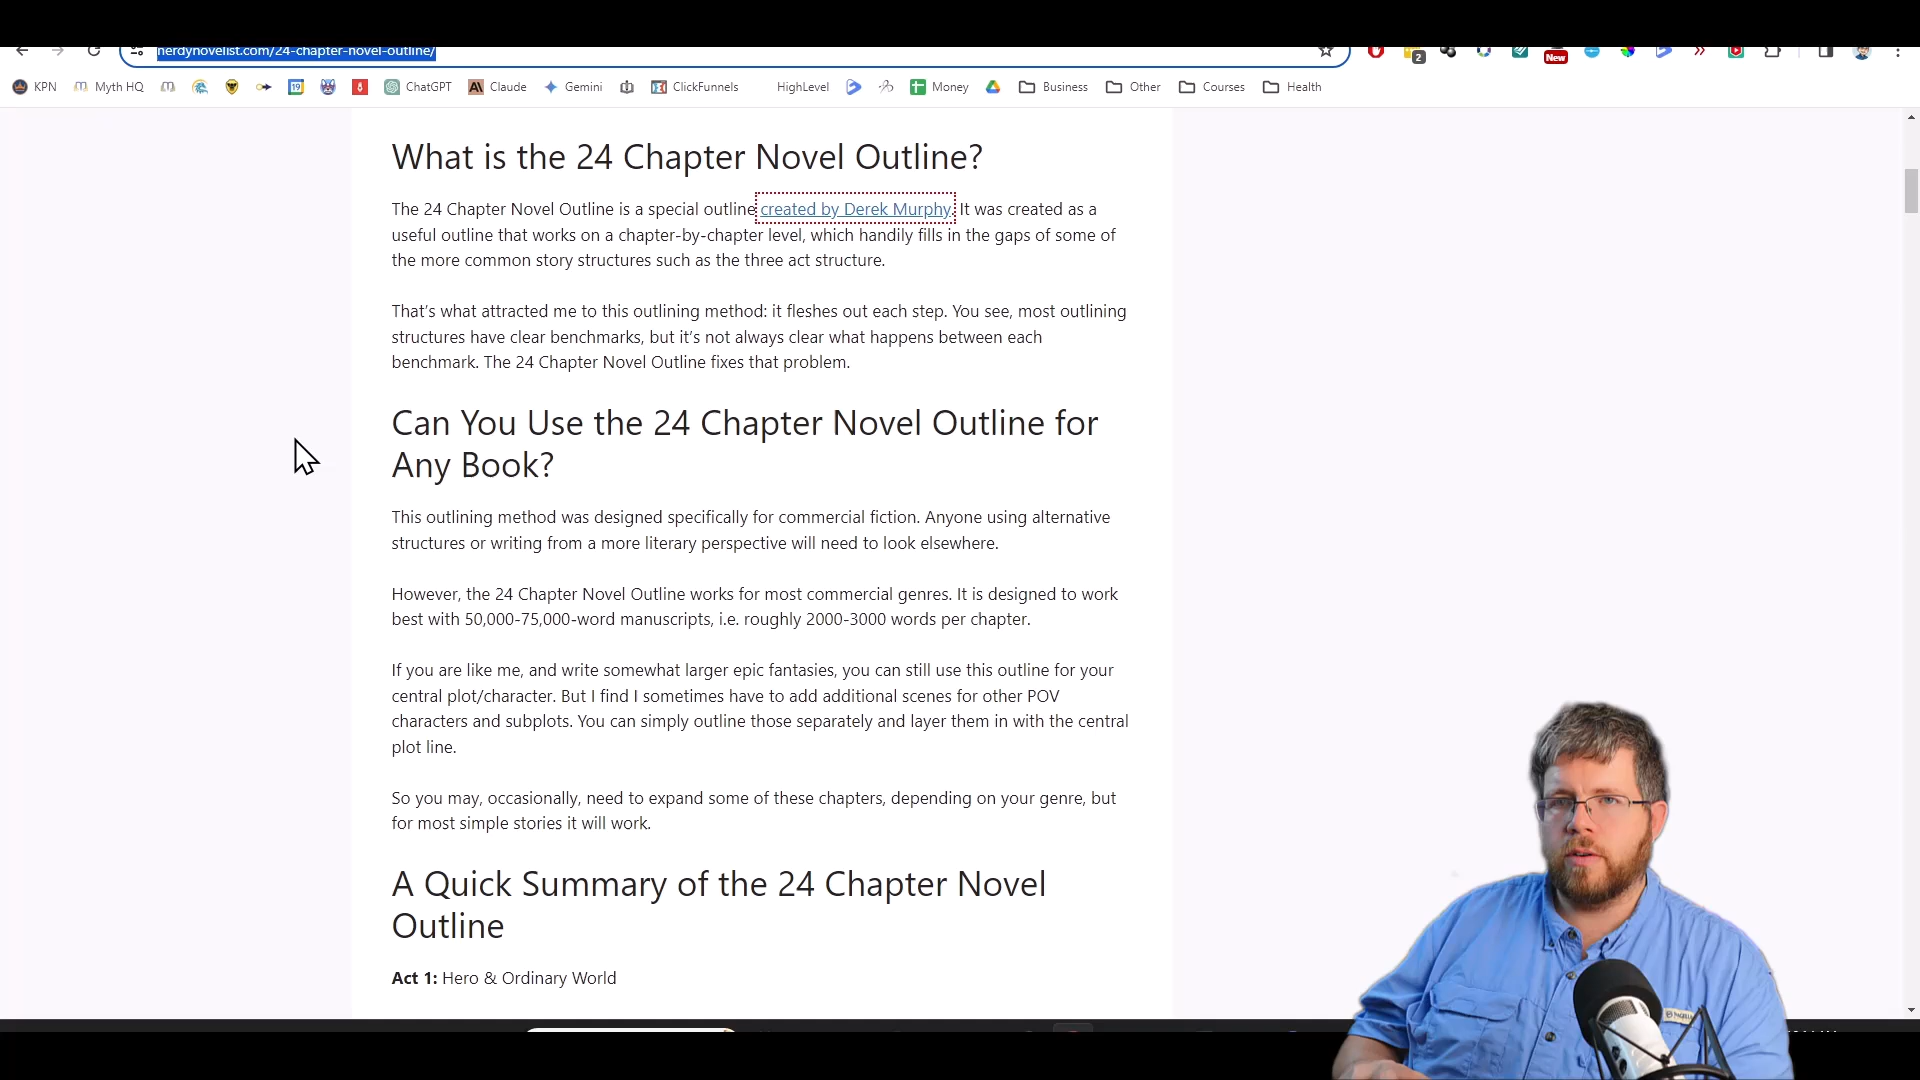 nerdynovelist.com/24-chapter-novel-outline/
2
New
KPN
Myth HQ
19
ChatGPT
Claude
Gemini
ClickFunnels
HighLevel
Money
Business
Other
Courses
Health
What is the 24 Chapter Novel Outline?
The 24 Chapter Novel Outline is a special outline created by Derek Murphy. It was created as a
useful outline that works on a chapter-by-chapter level, which handily fills in the gaps of some of
the more common story structures such as the three act structure.
That's what attracted me to this outlining method: it fleshes out each step. You see, most outlining
structures have clear benchmarks, but it's not always clear what happens between each
benchmark. The 24 Chapter Novel Outline fixes that problem.
Can You Use the 24 Chapter Novel Outline for
Any Book?
This outlining method was designed specifically for commercial fiction. Anyone using alternative
structures or writing from a more literary perspective will need to look elsewhere.
However, the 24 Chapter Novel Outline works for most commercial genres. It is designed to work
best with 50,000-75,000-word manuscripts, i.e. roughly 2000-3000 words per chapter.
If you are like me, and write somewhat larger epic fantasies, you can still use this outline for your
central plot/character. But I find I sometimes have to add additional scenes for other POV
characters and subplots. You can simply outline those separately and layer them in with the central
plot line.
So you may, occasionally, need to expand some of these chapters, depending on your genre, but
for most simple stories it will work.
A Quick Summary of the 24 Chapter Novel
Outline
Act 1: Hero & Ordinary World